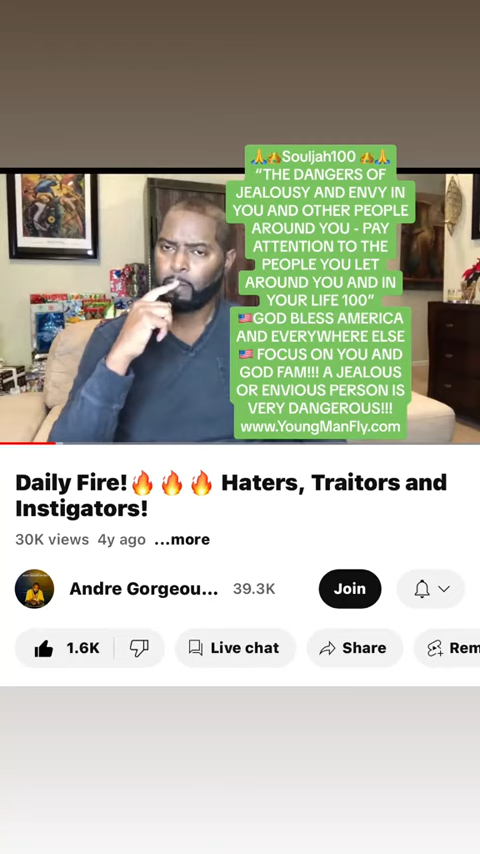 🙏👍Souljah100 👍🙏
“THE DANGERS OF
JEALOUSY AND ENVY IN
YOU AND OTHER PEOPLE
AROUND YOU - PAY
ATTENTION TO THE
PEOPLE YOU LET
AROUND YOU AND IN
YOUR LIFE 100”
🇺🇸GOD BLESS AMERICA
AND EVERYWHERE ELSE
🇺🇸 FOCUS ON YOU AND
GOD FAM!!! A JEALOUS
OR ENVIOUS PERSON IS
VERY DANGEROUS!!!
www.YoungManFly.com
Daily Fire!🔥🔥🔥 Haters, Traitors and
Instigators!
30K views 4y ago ...more
Andre Gorgeou... 39.3K Join
1.6K Live chat Share Rem